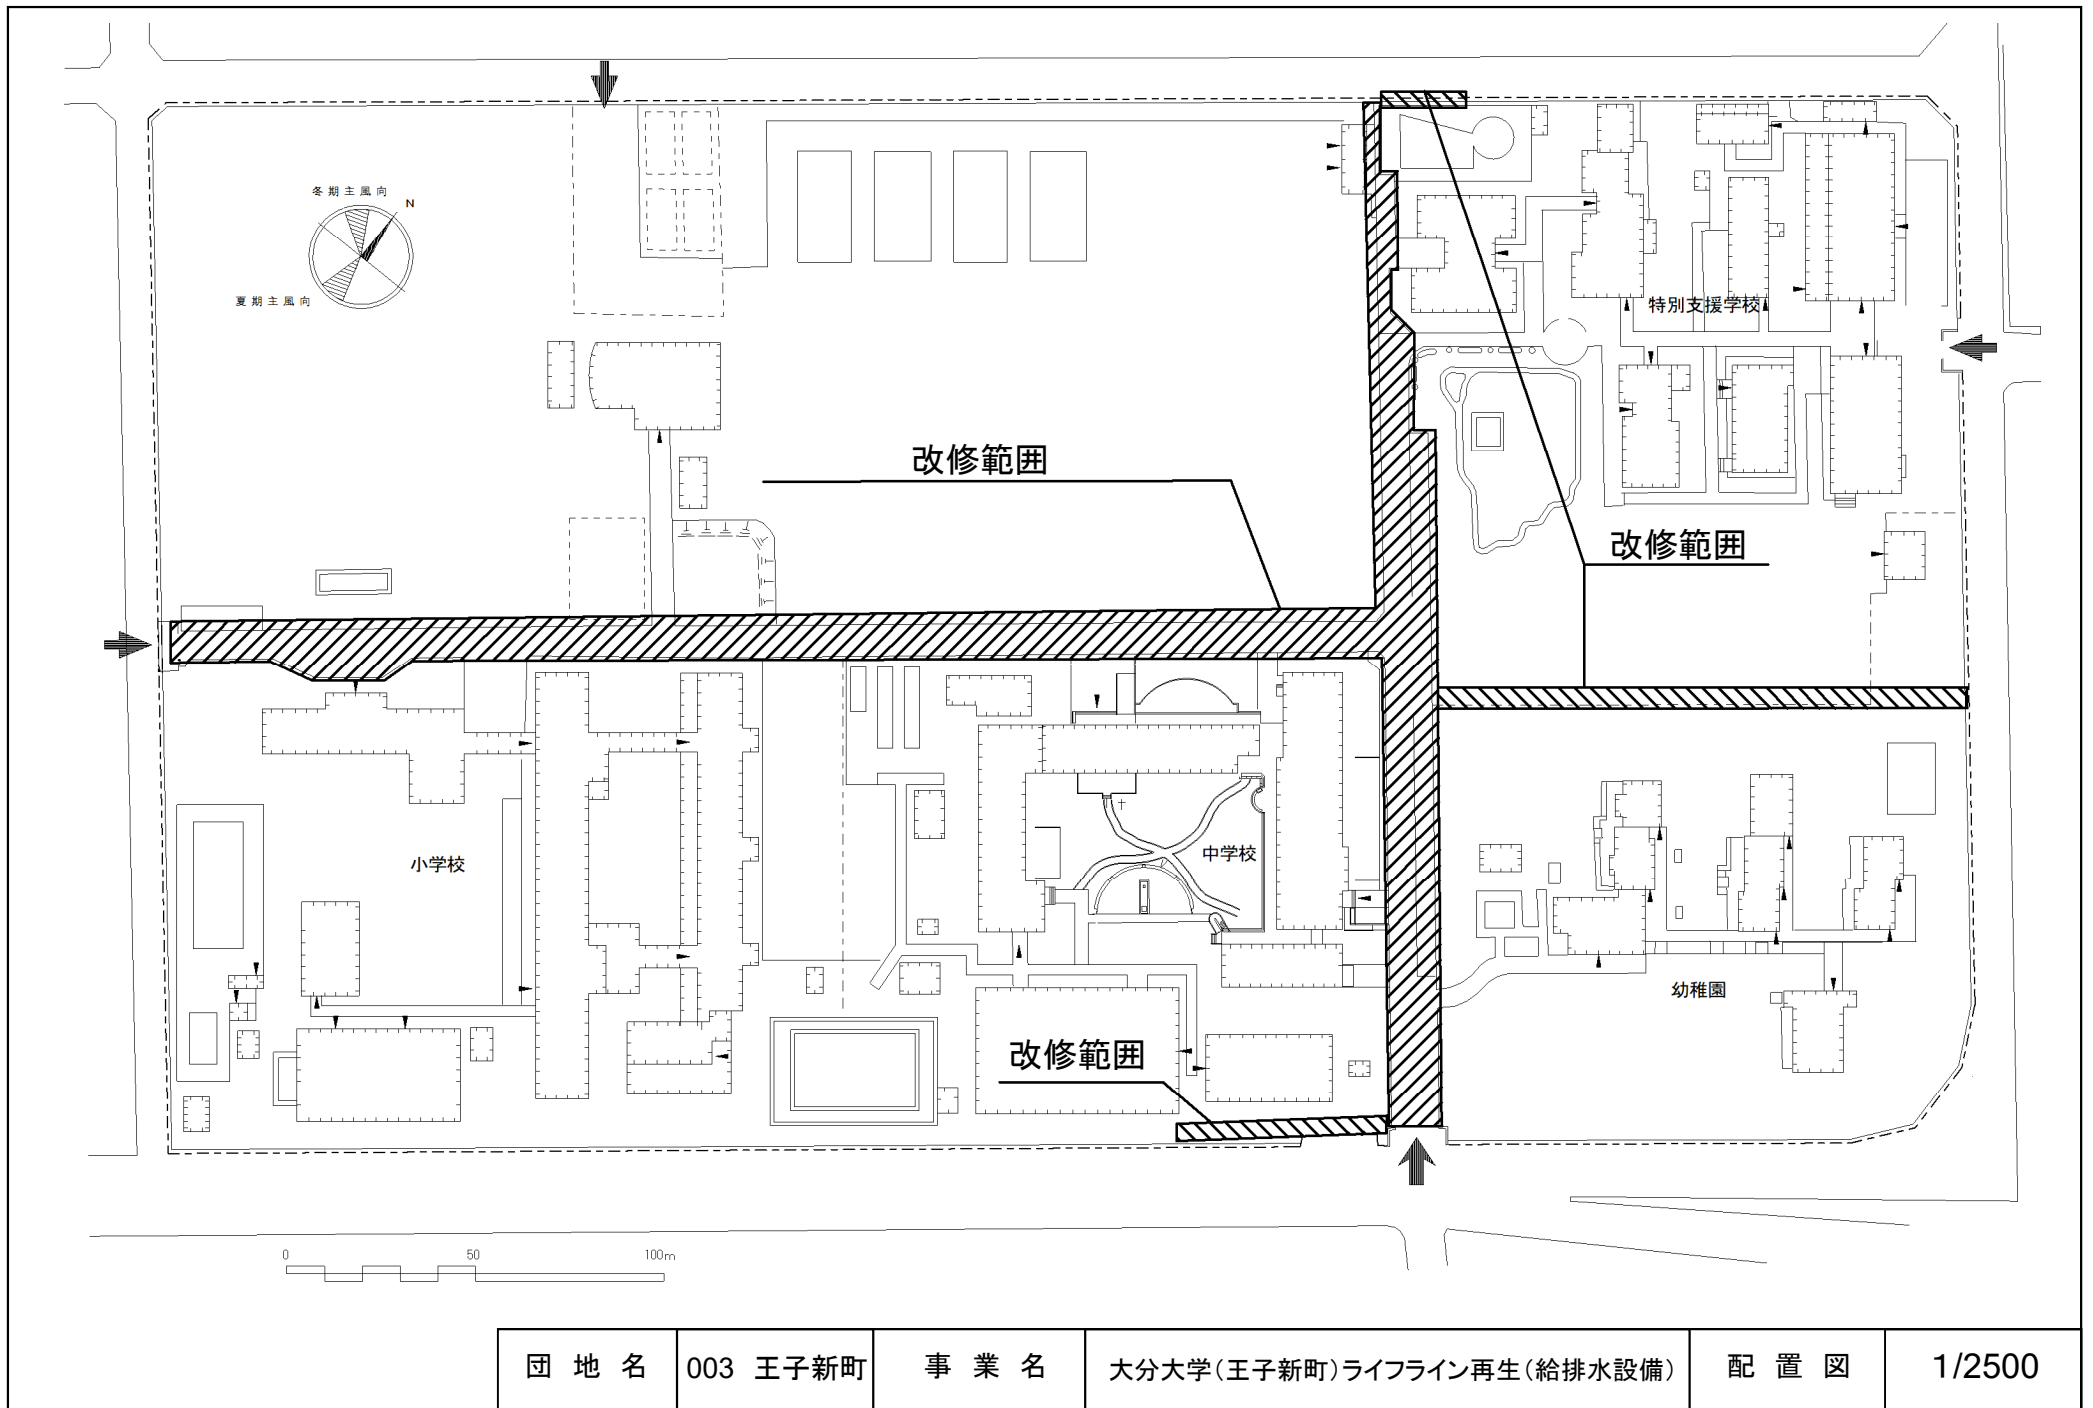 冬期主風向
N
夏期主風向
特別支援学校
改修範囲
改修範囲
小学校
中学校
幼稚園
改修範囲
0 50 100m
団地名 003 王子新町 事業名 大分大学(王子新町)ライフライン再生(給排水設備) 配置図 1/2500